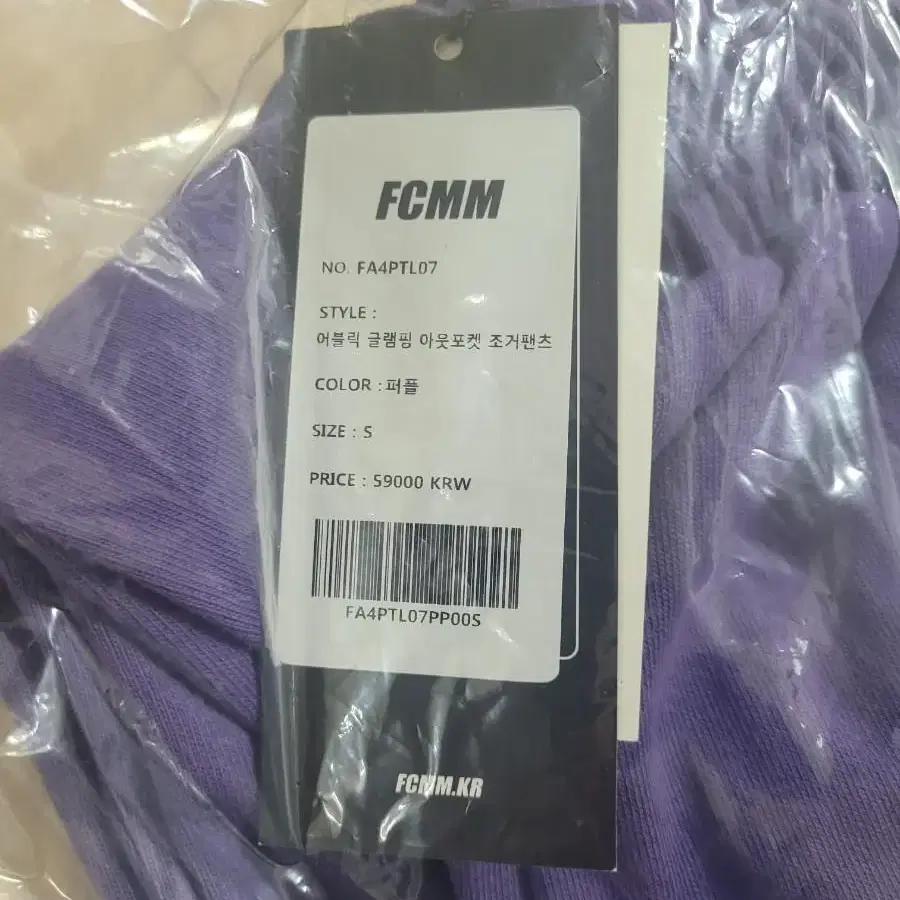 FCMM
NO. FA4PTL07
STYLE :
어블릭 글램핑 아웃포켓 조거팬츠
COLOR : 퍼플
SIZE : S
PRICE : 59000 KRW
FA4PTL07PP00S
FCMM.KR